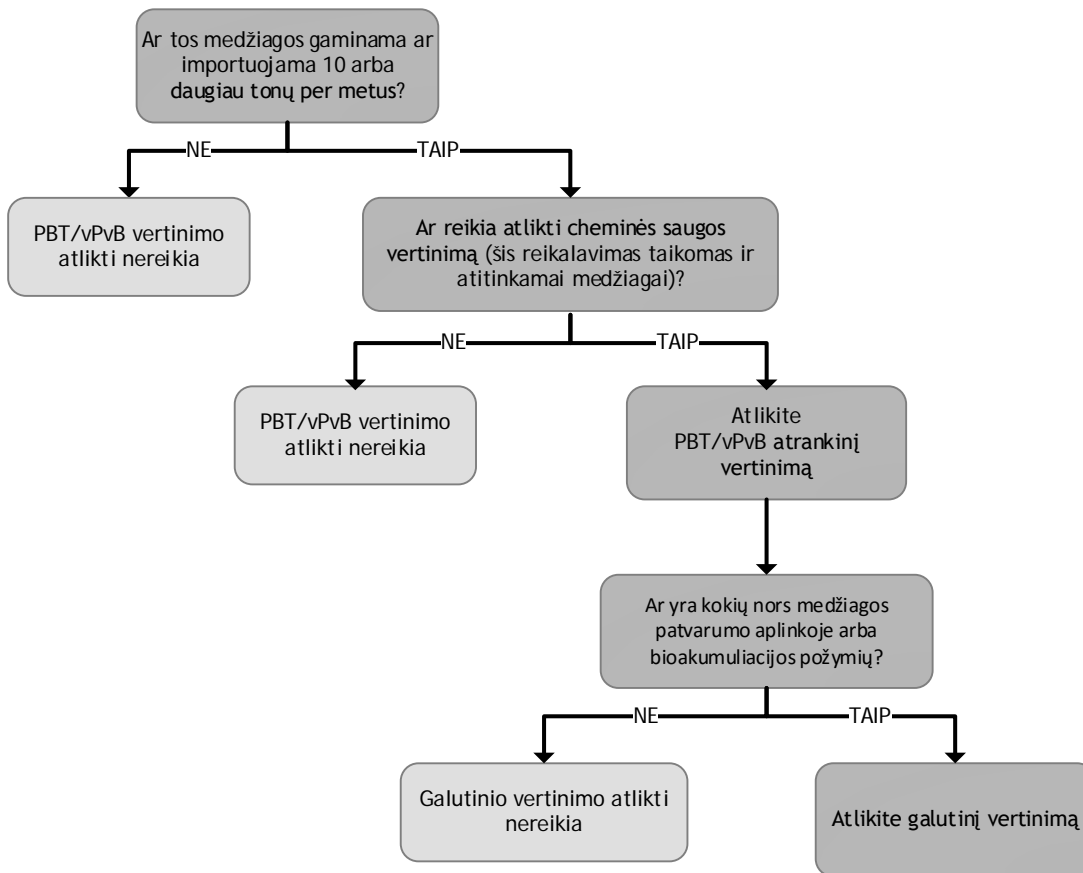 Ar tos medžiagos gaminama ar
importuojama 10 arba
daugiau tonų per metus?
NE
TAIP
PBT/vPvB vertinimo
atlikti nereikia
Ar reikia atlikti cheminės saugos
vertinimą (šis reikalavimas taikomas ir
atitinkamai medžiagai)?
NE
TAIP
PBT/vPvB vertinimo
atlikti nereikia
Atlikite
PBT/vPvB atrankinį
vertinimą
Ar yra kokių nors medžiagos
patvarumo aplinkoje arba
bioakumuliacijos požymių?
NE
TAIP
Galutinio vertinimo atlikti
nereikia
Atlikite galutinį vertinimą